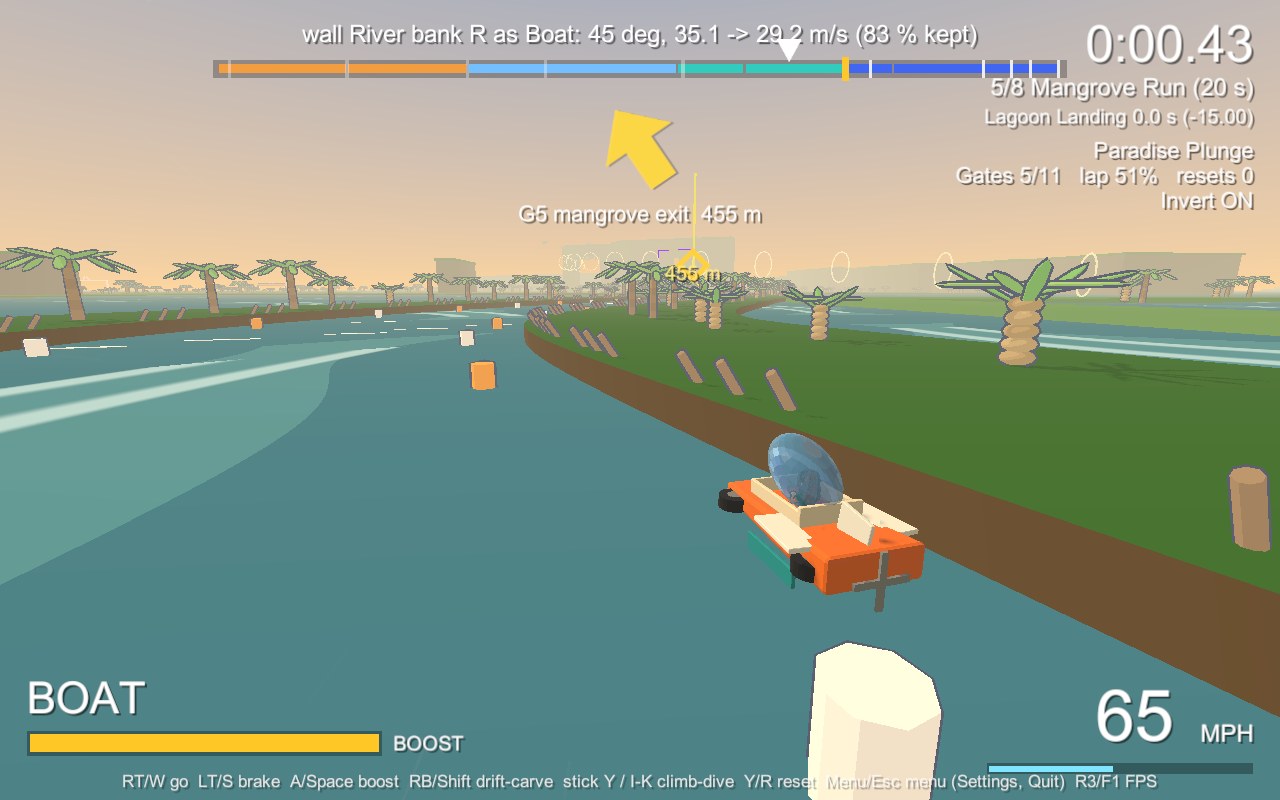 wall River bank R as Boat: 45 deg, 35.1 -> 29.2 m/s (83 % kept)
0:00.43
5/8 Mangrove Run (20 s)
Lagoon Landing 0.0 s (-15.00)
Paradise Plunge
Gates 5/11 lap 51% resets 0
Invert ON
G5 mangrove exit 455 m
455 m
BOAT
BOOST
65 MPH
RT/W go LT/S brake A/Space boost RB/Shift drift-carve stick Y / I-K climb-dive Y/R reset Menu/Esc menu (Settings, Quit) R3/F1 FPS